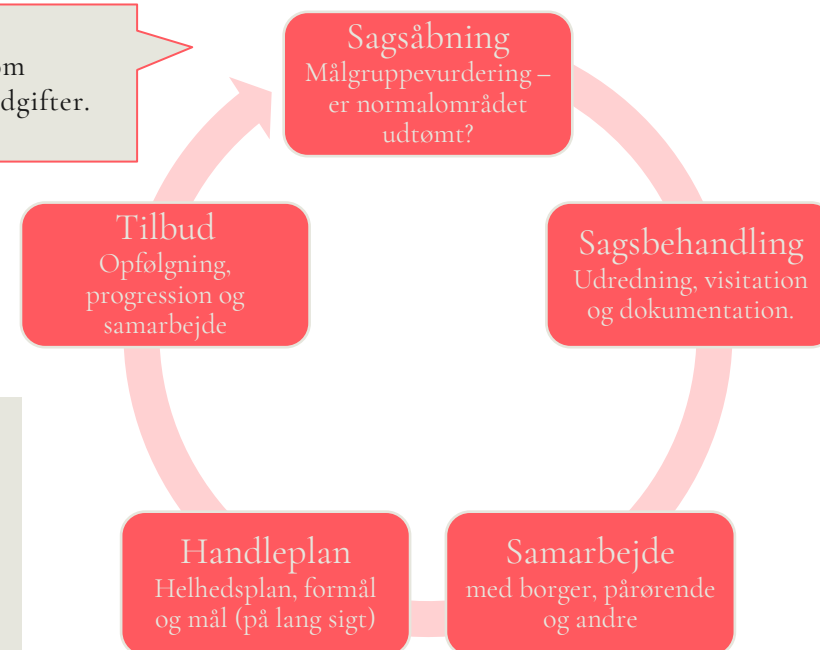 dgifter.
Sagsåbning
Målgruppevurdering –
er normalområdet
udtømt?
Tilbud
Opfølgning,
progression og
samarbejde
Sagsbehandling
Udredning, visitation
og dokumentation.
Handleplan
Helhedsplan, formål
og mål (på lang sigt)
Samarbejde
med borger, pårørende
og andre